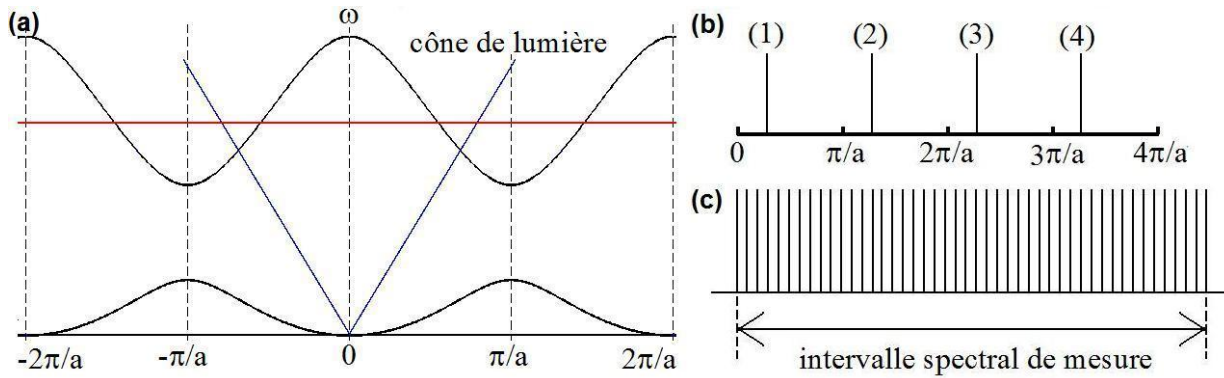 (a)
ω
cône de lumière
-2π/a -π/a 0 π/a 2π/a
(b)
(1) (2) (3) (4)
0 π/a 2π/a 3π/a 4π/a
(c)
intervalle spectral de mesure